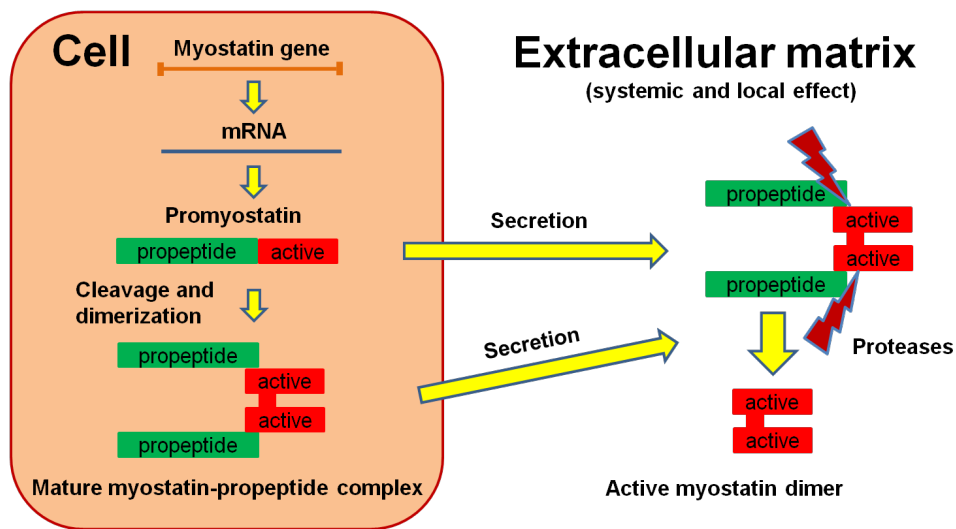 Cell
Myostatin gene
mRNA
Promyostatin
propeptide active
Cleavage and
dimerization
propeptide
active
active
propeptide
Mature myostatin-propeptide complex
Secretion
Secretion
Extracellular matrix
(systemic and local effect)
propeptide
active
active
propeptide
Proteases
active
active
Active myostatin dimer